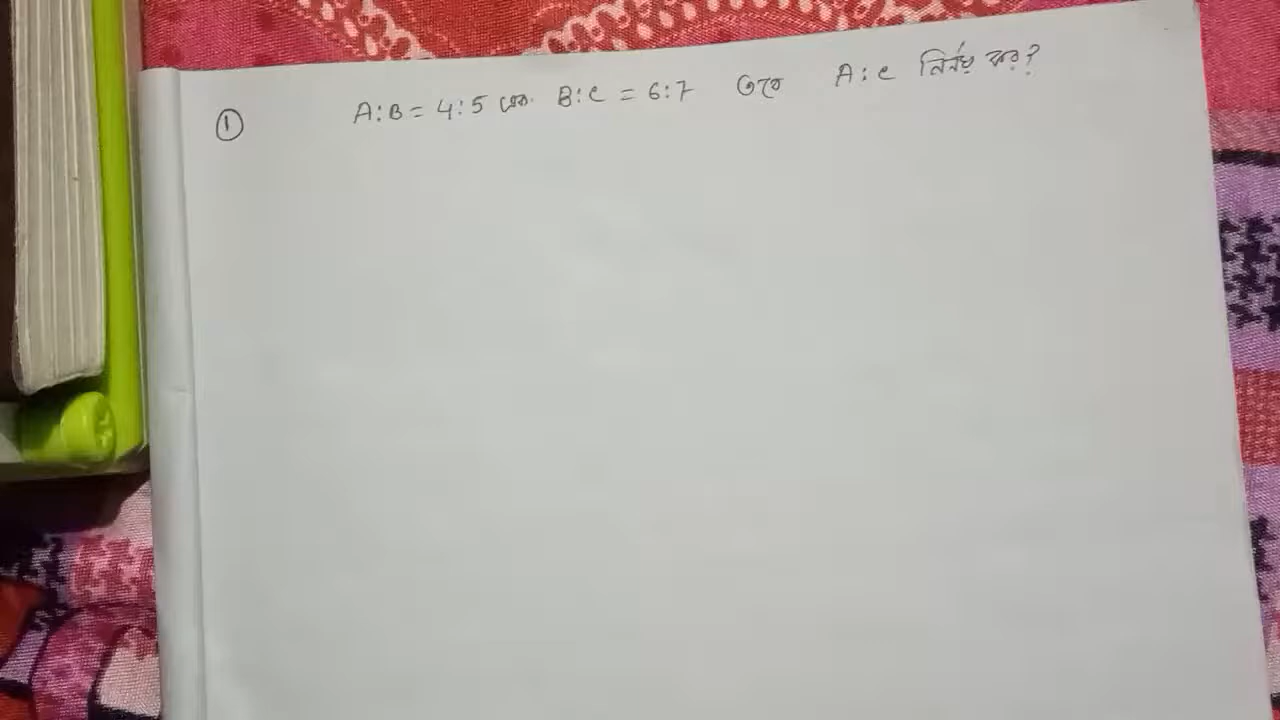 ① A:B = 4:5 এবং B:C = 6:7 তবে A:C নির্ণয় কর?